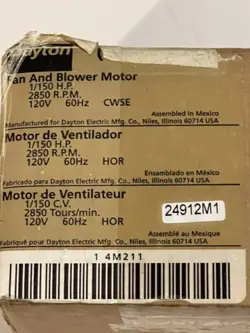 Dayton
Fan And Blower Motor
1/150 H.P.
2850 R.P.M.
120V 60Hz CWSE
Assembled in Mexico
Manufactured for Dayton Electric Mfg. Co., Niles, Illinois 60714 USA
Motor de Ventilador
1/150 H.P.
2850 R.P.M.
120V 60Hz HOR
Ensamblado en México
Fabricado para Dayton Electric Mfg. Co., Niles, Illinois 60714 USA
Motor de Ventilateur
1/150 C.V.
2850 Tours/min.
120V 60Hz HOR
24912M1
Assemblé au Mexique
Fabriqué pour Dayton Electric Mfg. Co., Niles, Illinois 60714 USA
1 4M211